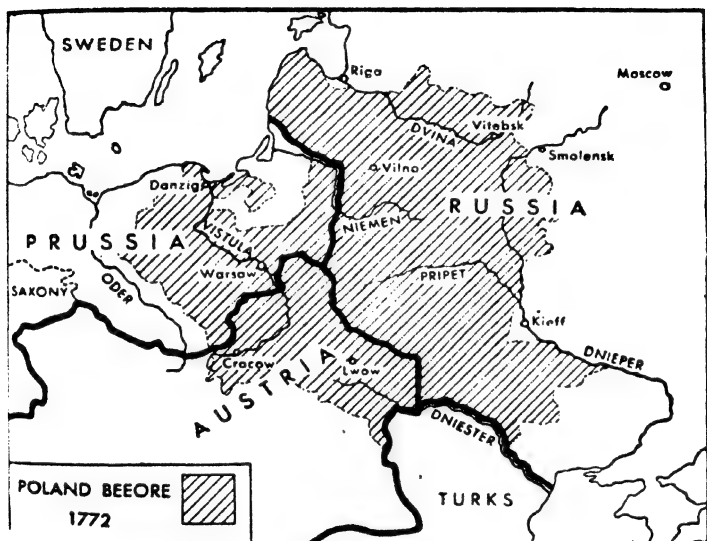 SWEDEN
Riga
Moscow
DVINA
Vitebsk
Smolensk
Vilno
Danzig
RUSSIA
NIEMEN
PRUSSIA
VISTULA
Warsaw
PRIPET
SAXONY
ODER
Kieff
Cracow
Lwow
DNIEPER
AUSTRIA
DNIESTER
POLAND BEEORE
1772
TURKS